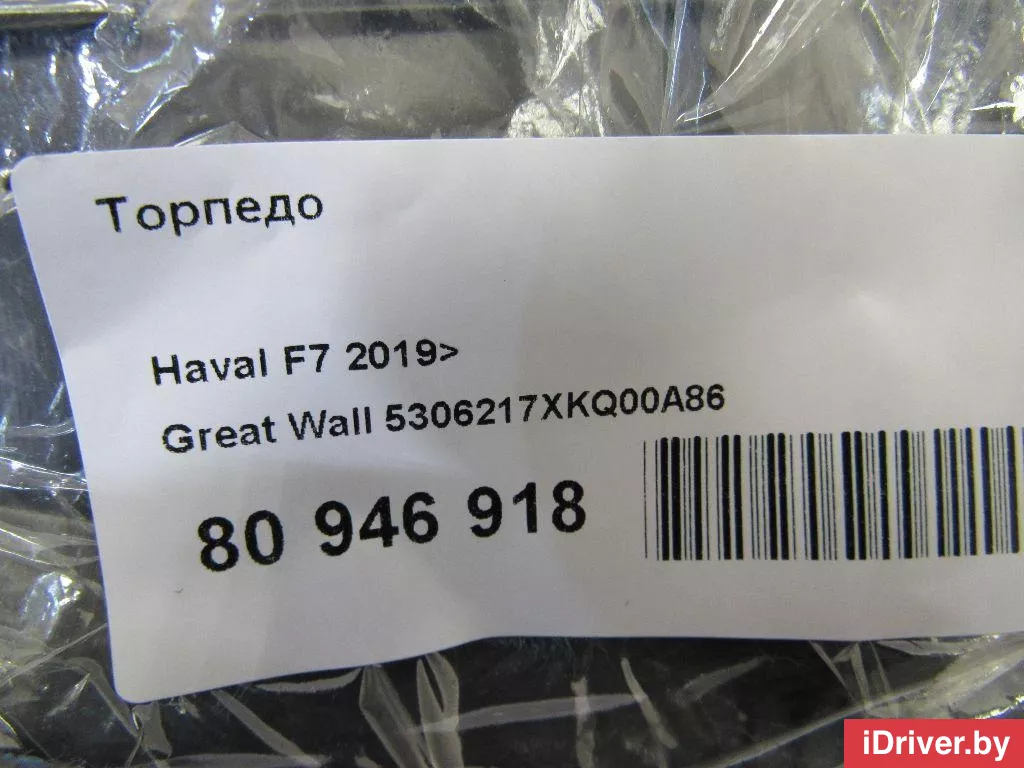 Торпедо
Haval F7 2019>
Great Wall 5306217XKQ00A86
80 946 918
iDriver.by